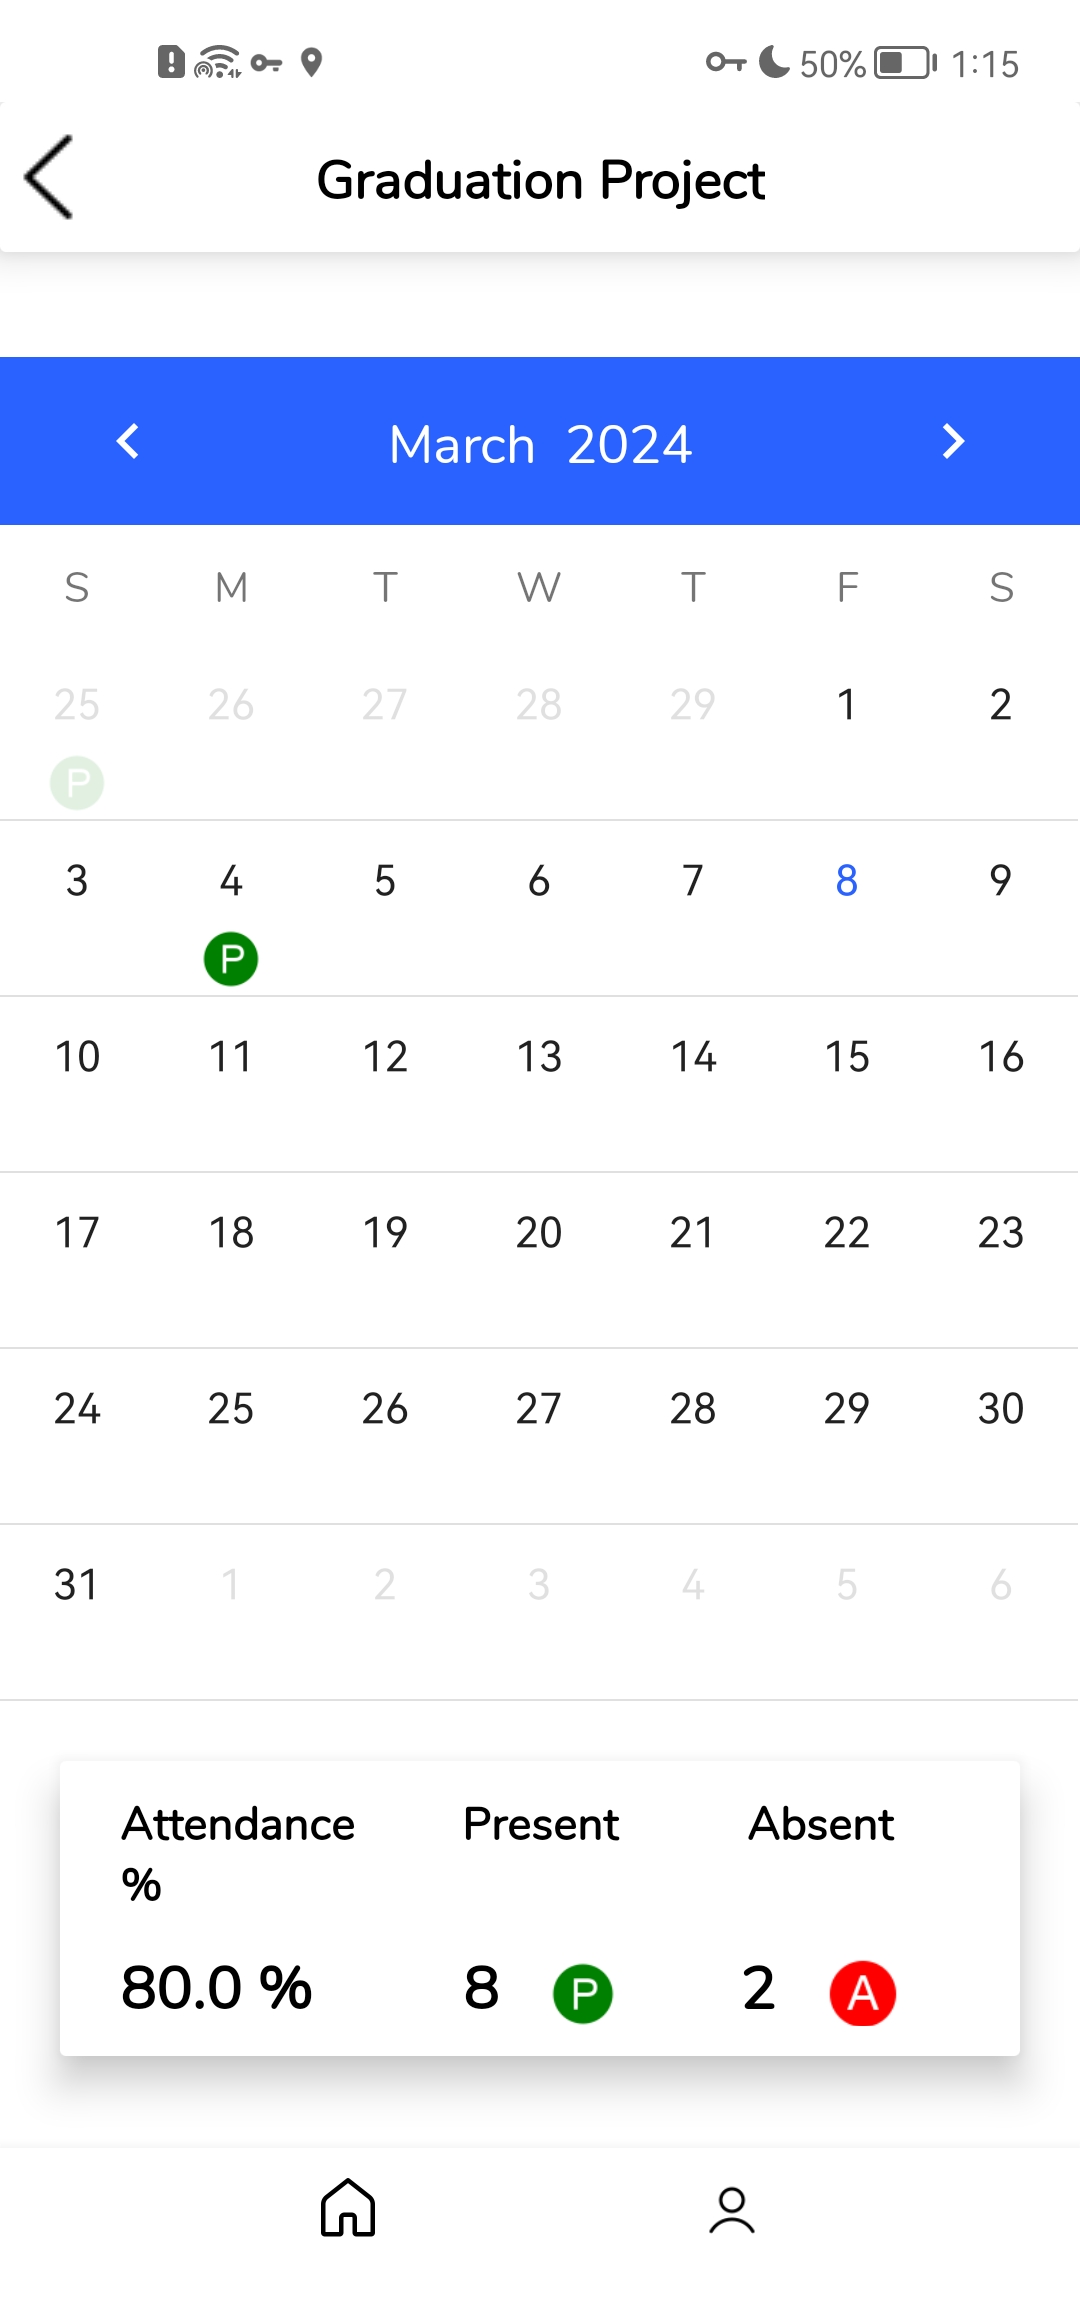 50% 1:15
Graduation Project
March 2024
S M T W T F S
25 26 27 28 29 1 2
P
3 4 5 6 7 8 9
P
10 11 12 13 14 15 16
17 18 19 20 21 22 23
24 25 26 27 28 29 30
31 1 2 3 4 5 6
Attendance Present Absent
%
80.0 % 8 P 2 A